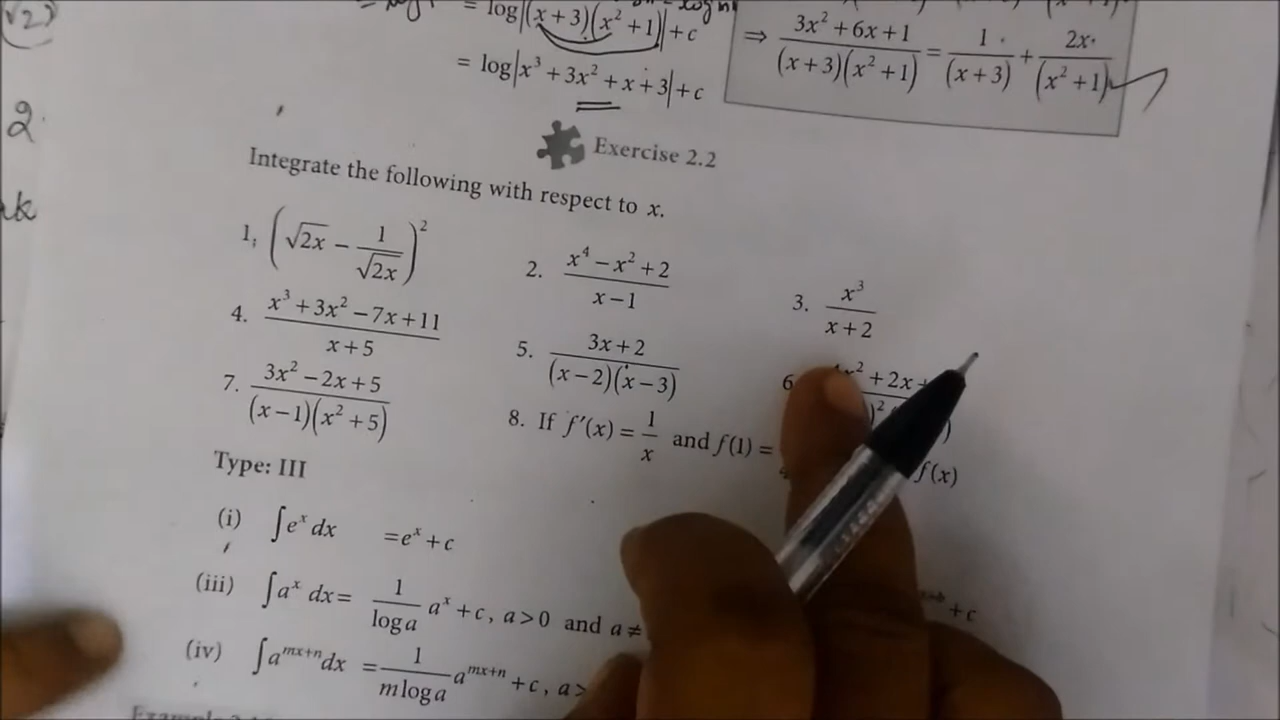 = log|(x+3)(x²+1)|+c
= log|x³+3x²+x+3|+c
⇒ (3x²+6x+1)/((x+3)(x²+1)) = 1/(x+3) + 2x/(x²+1)
2
Exercise 2.2
Integrate the following with respect to x.
1. (√2x − 1/√2x)²
2. (x⁴−x²+2)/(x−1)
3. x³/(x+2)
4. (x³+3x²−7x+11)/(x+5)
5. (3x+2)/((x−2)(x−3))
6
7. (3x²−2x+5)/((x−1)(x²+5))
8. If f′(x) = 1/x and f(1) = f(x)
Type: III
(i) ∫eˣ dx = eˣ+c
(iii) ∫aˣ dx = 1/(log a) aˣ+c, a>0 and a≠
+c
(iv) ∫a^(mx+n) dx = 1/(m log a) a^(mx+n) +c, a>